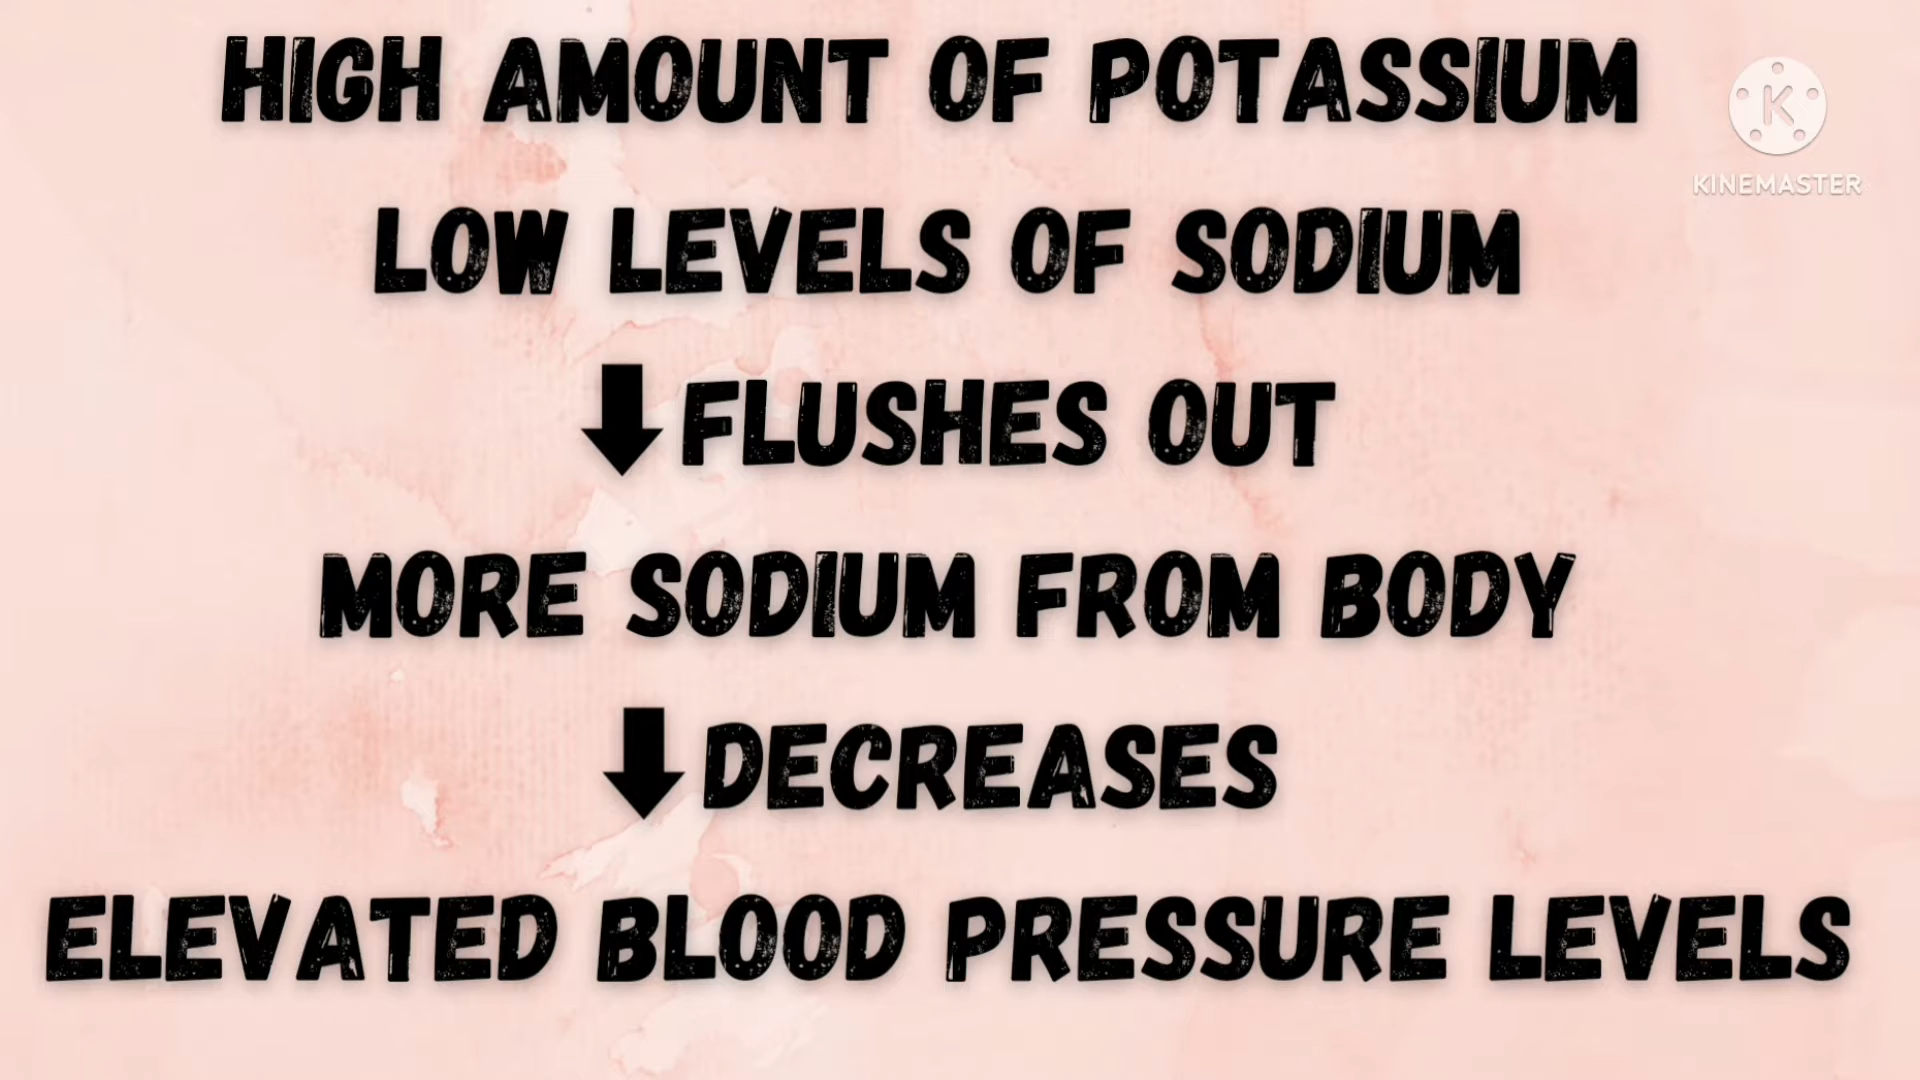 HIGH AMOUNT OF POTASSIUM
K
KINEMASTER
LOW LEVELS OF SODIUM
⬇FLUSHES OUT
MORE SODIUM FROM BODY
⬇DECREASES
ELEVATED BLOOD PRESSURE LEVELS